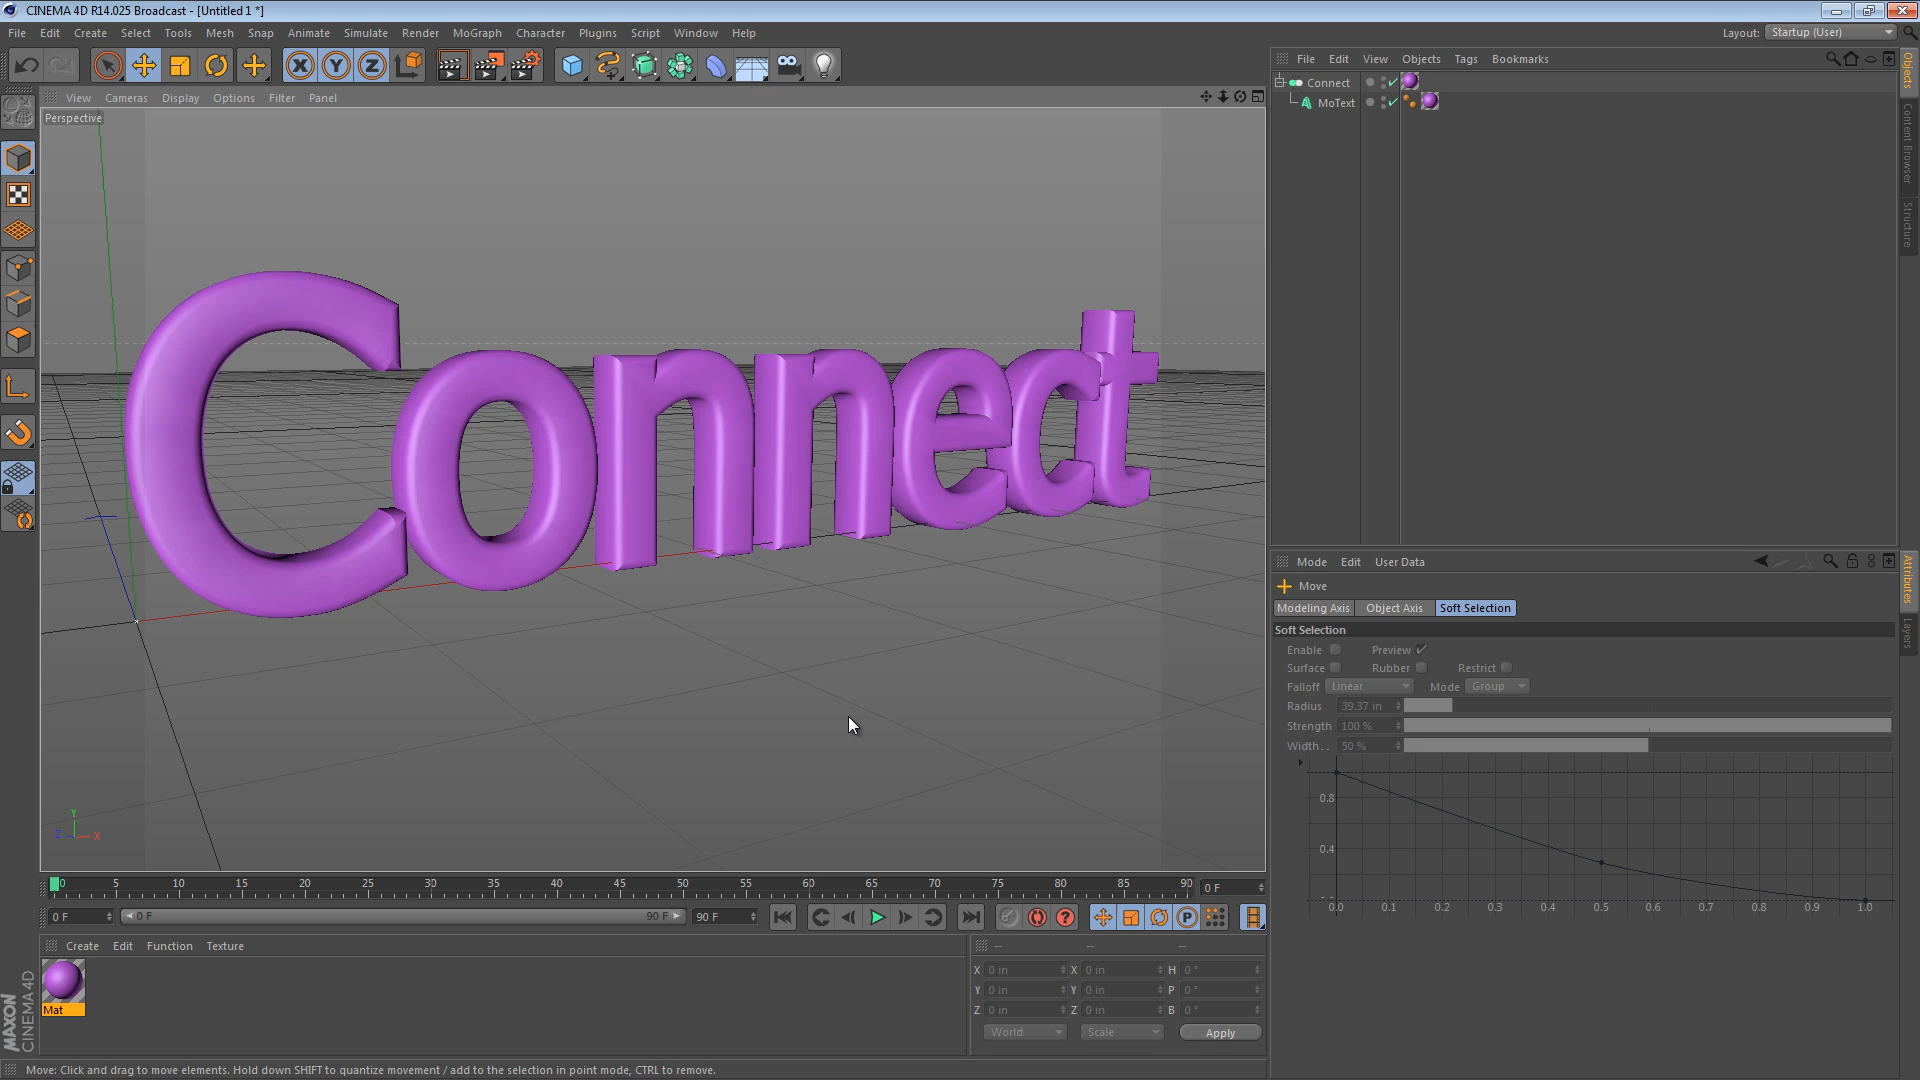 CINEMA 4D R14.025 Broadcast - [Untitled 1 *]
File Edit Create Select Tools Mesh Snap Animate Simulate Render MoGraph Character Plugins Script Window Help
Layout: Startup (User)
File Edit View Objects Tags Bookmarks
View Cameras Display Options Filter Panel
Perspective
Connect
MoText
Objects
Content Browser
Structure
Connect
Y
Z
X
Mode Edit User Data
Move
Modeling Axis Object Axis Soft Selection
Soft Selection
Enable Preview
Surface Rubber Restrict
Falloff Linear Mode Group
Radius 39.37 in
Strength 100 %
Width.. 50 %
0.8
0.4
0.0 0.1 0.2 0.3 0.4 0.5 0.6 0.7 0.8 0.9 1.0
Attributes
Layers
0 5 10 15 20 25 30 35 40 45 50 55 60 65 70 75 80 85 90 0 F
0 F 0 F 90 F 90 F
Create Edit Function Texture
Mat
-- -- --
X 0 in X 0 in H 0 °
Y 0 in Y 0 in P 0 °
Z 0 in Z 0 in B 0 °
World Scale Apply
MAXON
CINEMA 4D
Move: Click and drag to move elements. Hold down SHIFT to quantize movement / add to the selection in point mode, CTRL to remove.